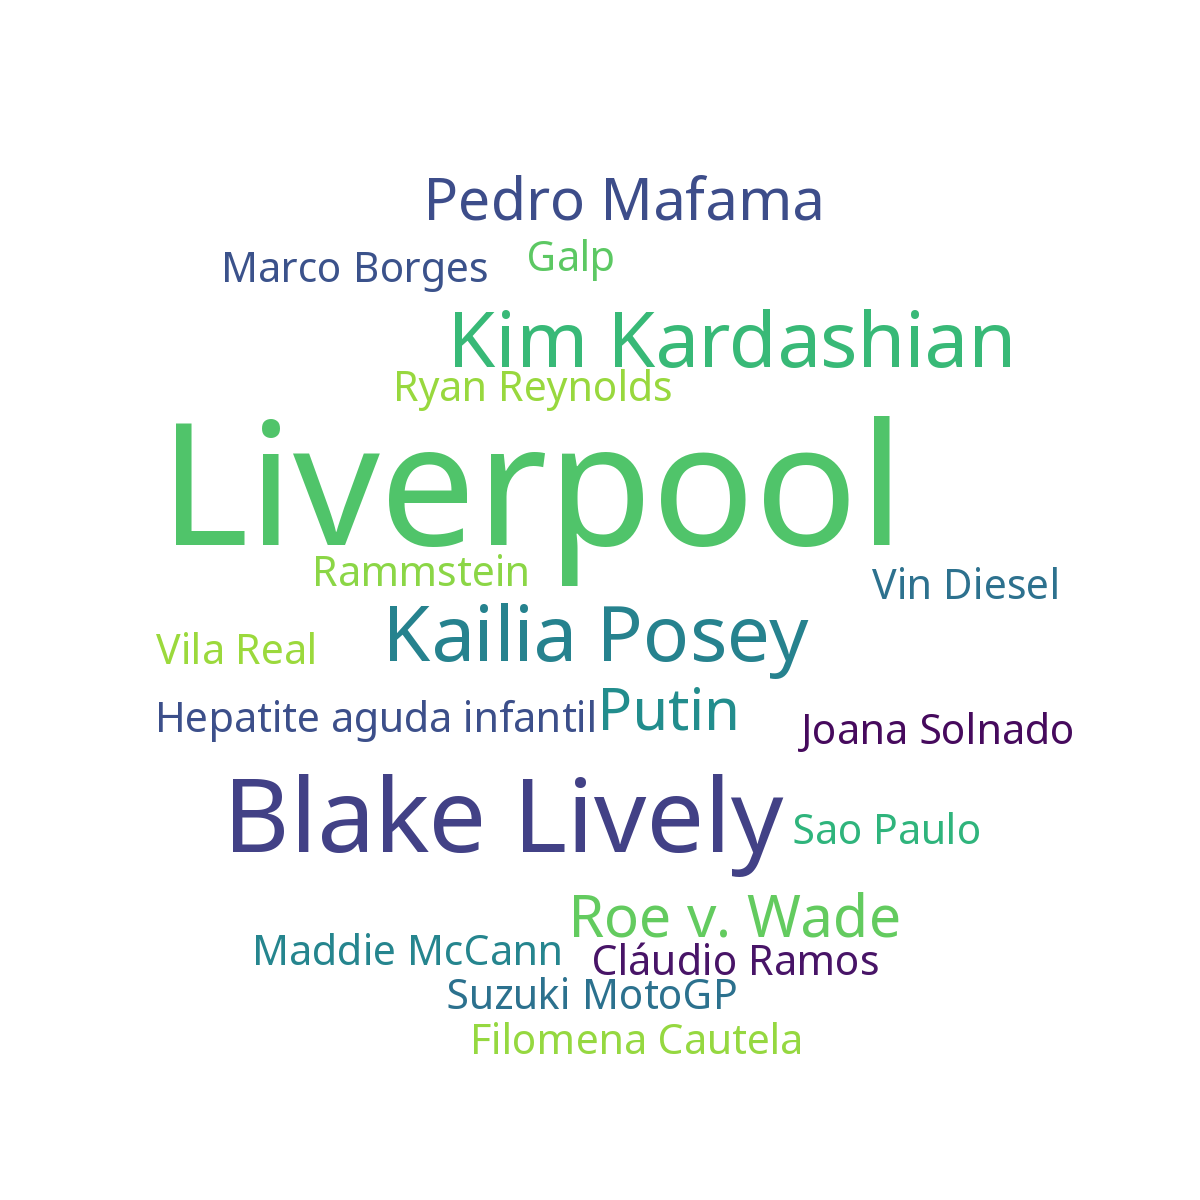 Pedro Mafama
Galp
Marco Borges
Kim Kardashian
Ryan Reynolds
Liverpool
Rammstein
Vin Diesel
Kailia Posey
Vila Real
Putin
Hepatite aguda infantil
Joana Solnado
Blake Lively
Sao Paulo
Roe v. Wade
Maddie McCann
Cláudio Ramos
Suzuki MotoGP
Filomena Cautela